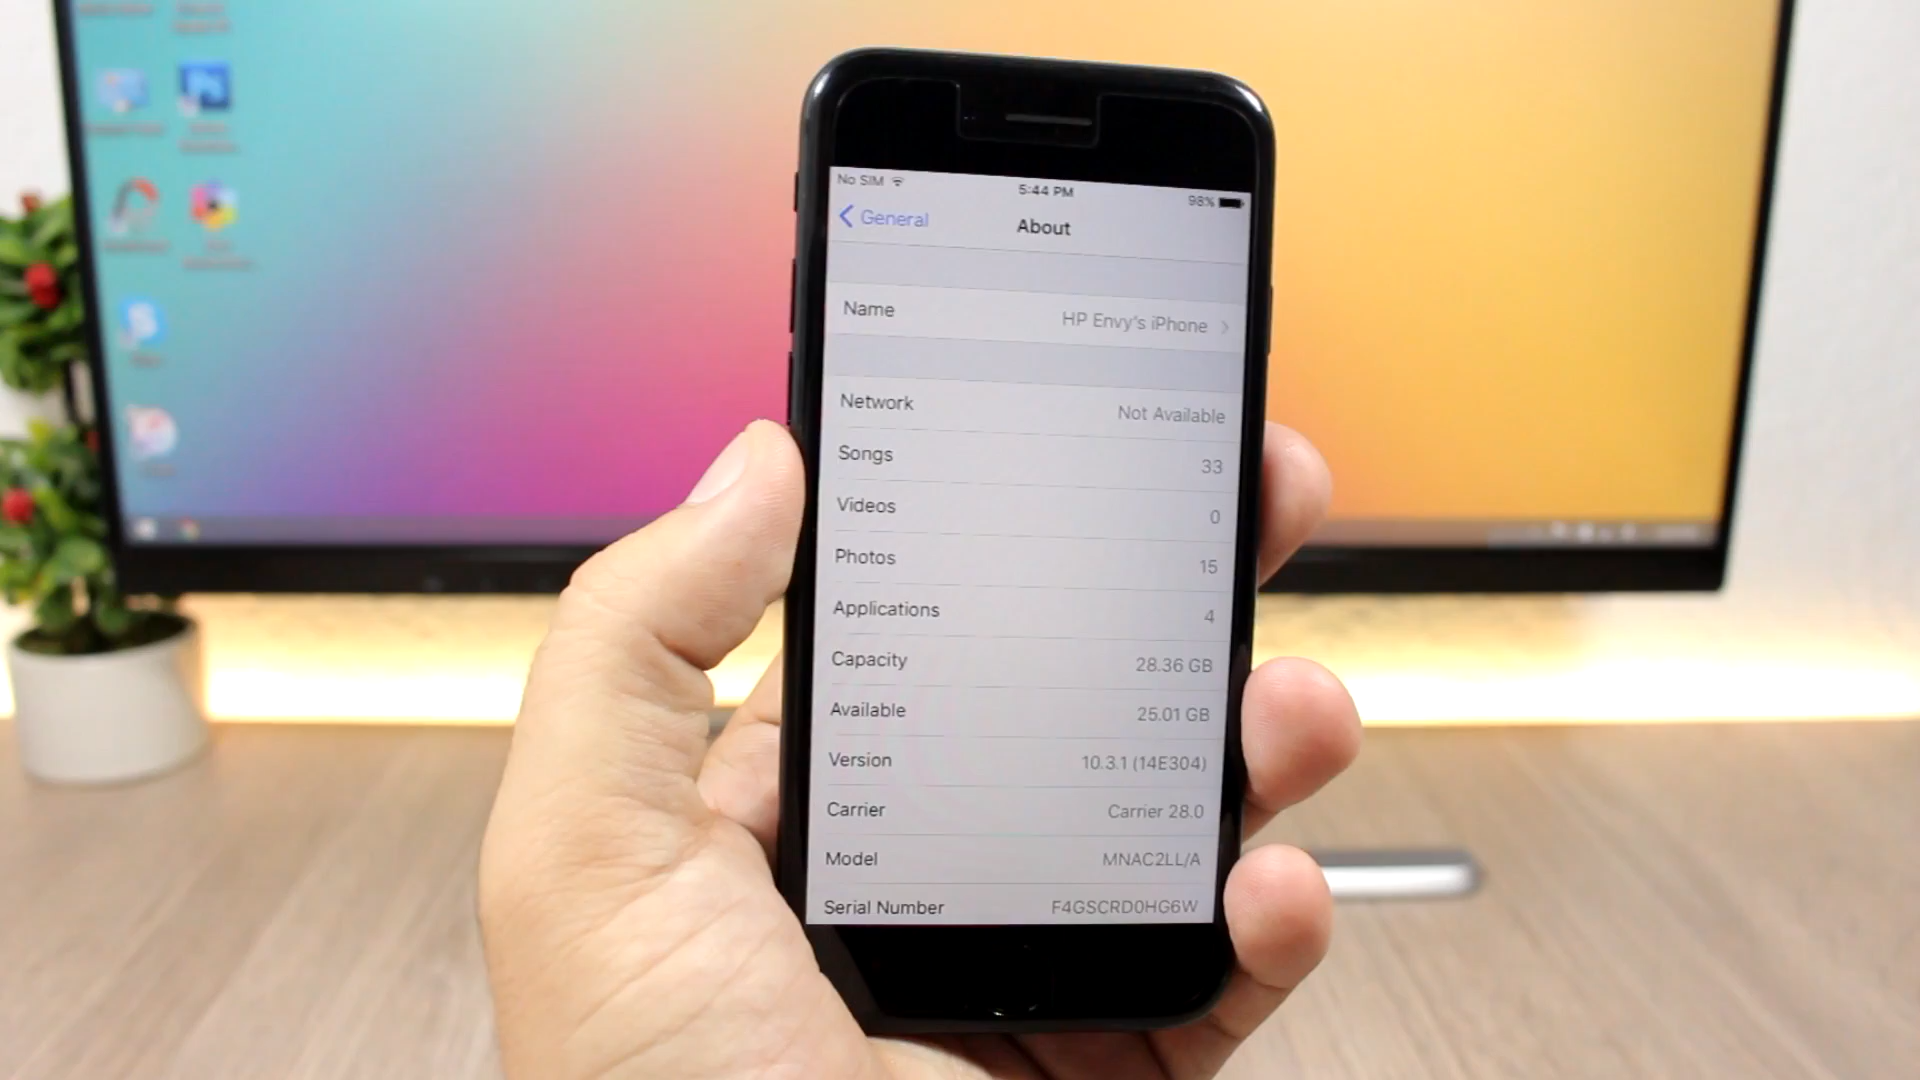 No SIM 5:44 PM 98%
General About
Name HP Envy's iPhone
Network Not Available
Songs 33
Videos 0
Photos 15
Applications 4
Capacity 28.36 GB
Available 25.01 GB
Version 10.3.1 (14E304)
Carrier Carrier 28.0
Model MNAC2LL/A
Serial Number F4GSCRD0HG6W